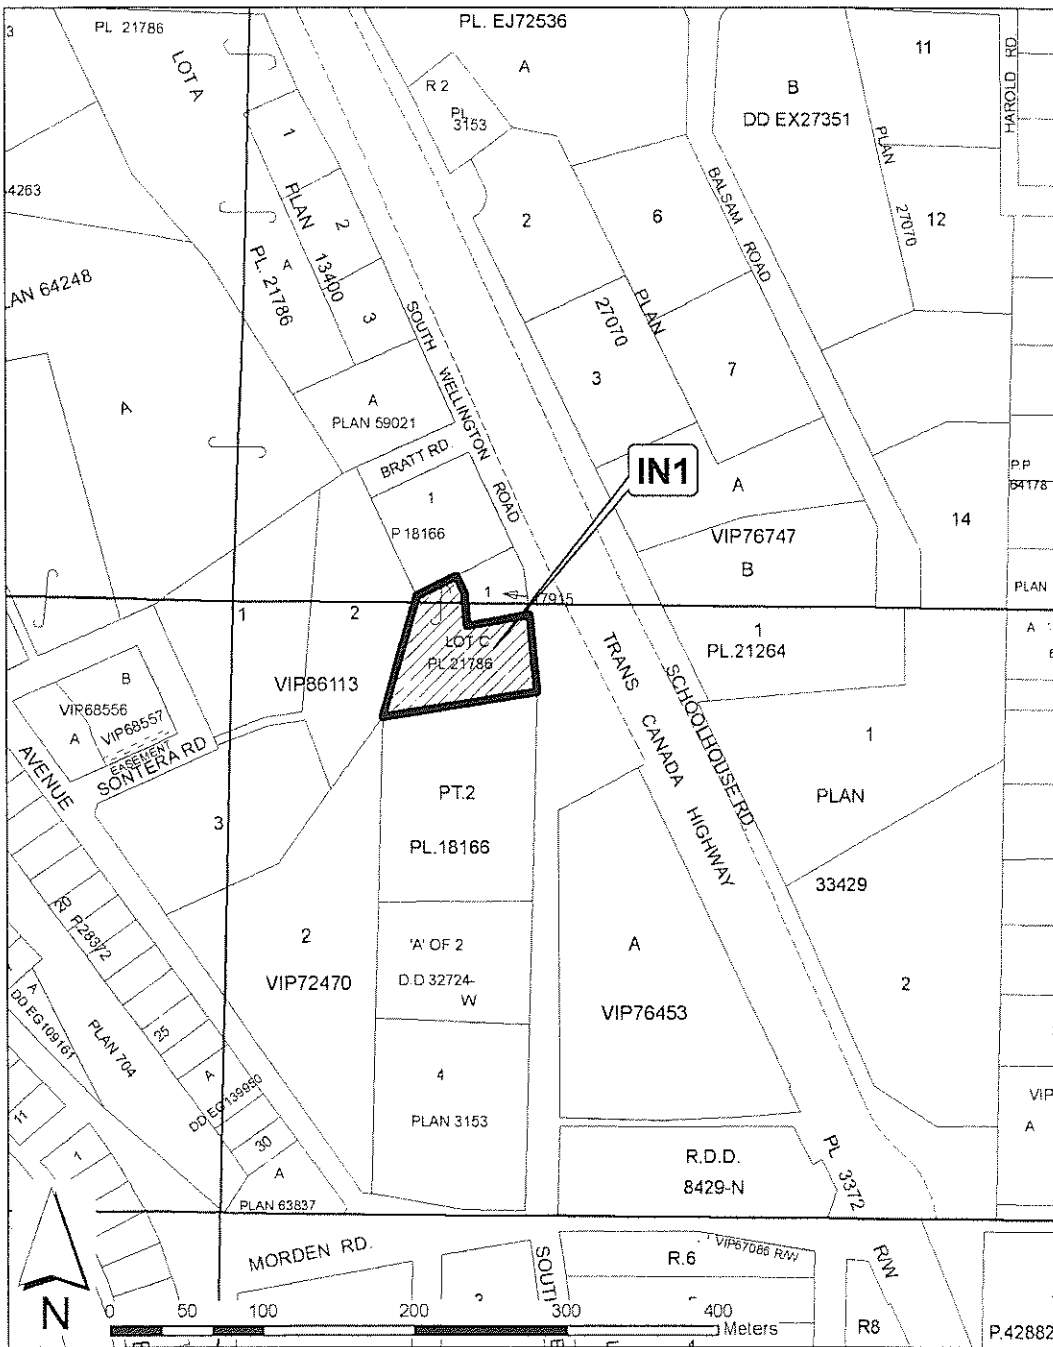 3
PL. 21786
PL. EJ72536
LOT A
A
R 2
PL.
3153
B
DD EX27351
11
HAROLD RD
1
PLAN
13400
2
A
PL. 21786
3
4263
LAN 64248
PLAN
27070
12
BALSAM ROAD
2
6
PLAN
27070
3
7
SOUTH WELLINGTON ROAD
A
A
PLAN 59021
BRATT RD.
1
P 18166
IN1
A
VIP76747
B
14
P.P
64178
PLAN
1
2
1
17915
LOT C
PL.21786
1
PL.21264
A
VIP86113
B
VIP68556
A
VIP68557
EASEMENT
SONTERA RD
AVENUE
TRANS CANADA HIGHWAY
SCHOOLHOUSE RD.
1
PLAN
33429
PT.2
PL.18166
3
20
P.28372
2
VIP72470
'A' OF 2
D.D 32724-
W
A
VIP76453
2
A
DD EG109161
PLAN 704
25
A
DD EG139950
30
4
PLAN 3153
VIP
A
11
1
A
PLAN 63837
R.D.D.
8429-N
PL 3372
MORDEN RD.
R.6
VIP67086 R/W
R/W
R8
P.42882
N
0 50 100 200 300 400
Meters